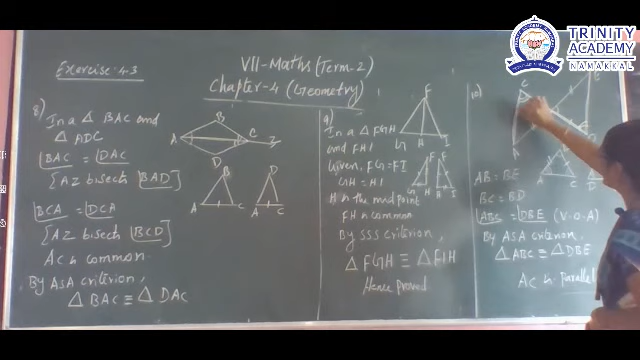 TRINITY
ACADEMY
NAMAKKAL
VII-Maths (Term-2)
Chapter-4 (Geometry)
Exercise: 4.3
8)
In a △ BAC and
△ ADC
∠BAC = ∠DAC
{AZ bisects ∠BAD}
∠BCA = ∠DCA
{AZ bisects ∠BCD}
AC is common
By ASA criterion,
△ BAC ≡ △ DAC
B
A
C
Z
D
B
D
A
C
A
C
9)
In a △ FGH
and FHI
Given, FG = FI
GH = HI
H is the mid point
FH is common
By SSS criterion,
△ FGH ≡ △ FIH
Hence proved
F
G
H
I
F
F
G
H
H
I
10)
C
E
A
AB = BE
BC = BD
∠ABC = ∠DBE (V.O.A)
By ASA criterion,
△ ABC ≡ △ DBE
AC is Parallel
A
C
D